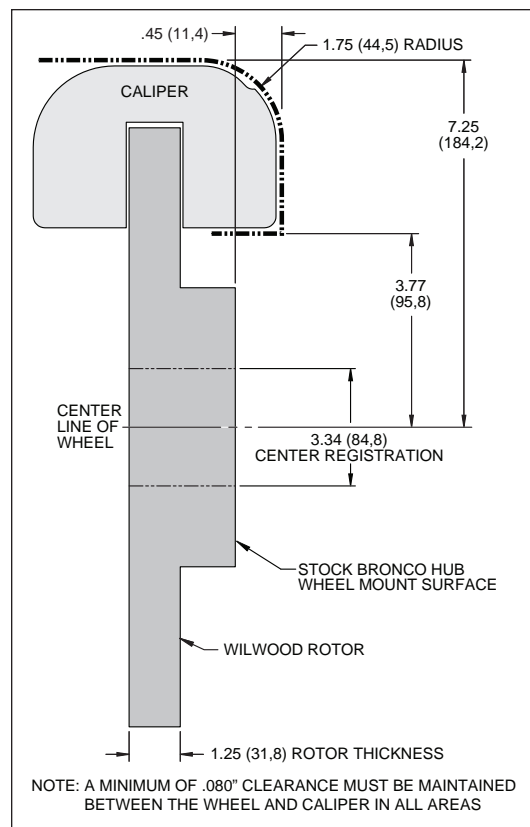 .45 (11,4)
1.75 (44,5) RADIUS
CALIPER
7.25
(184,2)
3.77
(95,8)
CENTER
LINE OF
WHEEL
3.34 (84,8)
CENTER REGISTRATION
STOCK BRONCO HUB
WHEEL MOUNT SURFACE
WILWOOD ROTOR
1.25 (31,8) ROTOR THICKNESS
NOTE: A MINIMUM OF .080" CLEARANCE MUST BE MAINTAINED
BETWEEN THE WHEEL AND CALIPER IN ALL AREAS